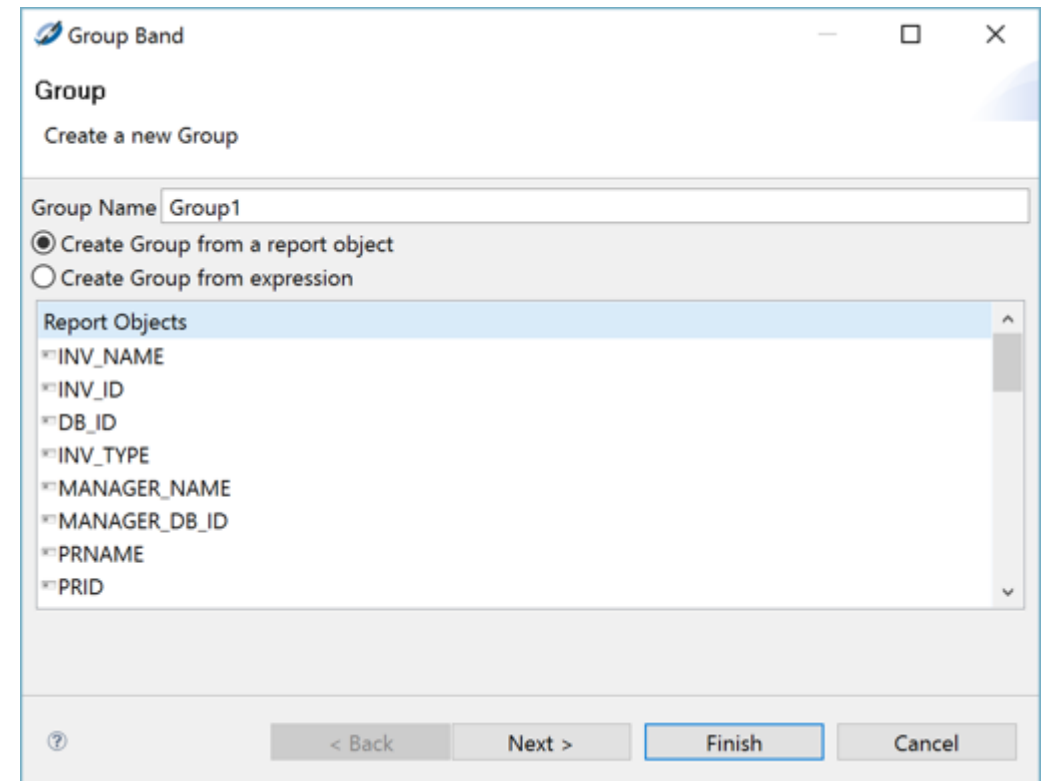 Group Band
Group
Create a new Group
Group Name Group1
Create Group from a report object
Create Group from expression
Report Objects
INV_NAME
INV_ID
DB_ID
INV_TYPE
MANAGER_NAME
MANAGER_DB_ID
PRNAME
PRID
? < Back Next > Finish Cancel